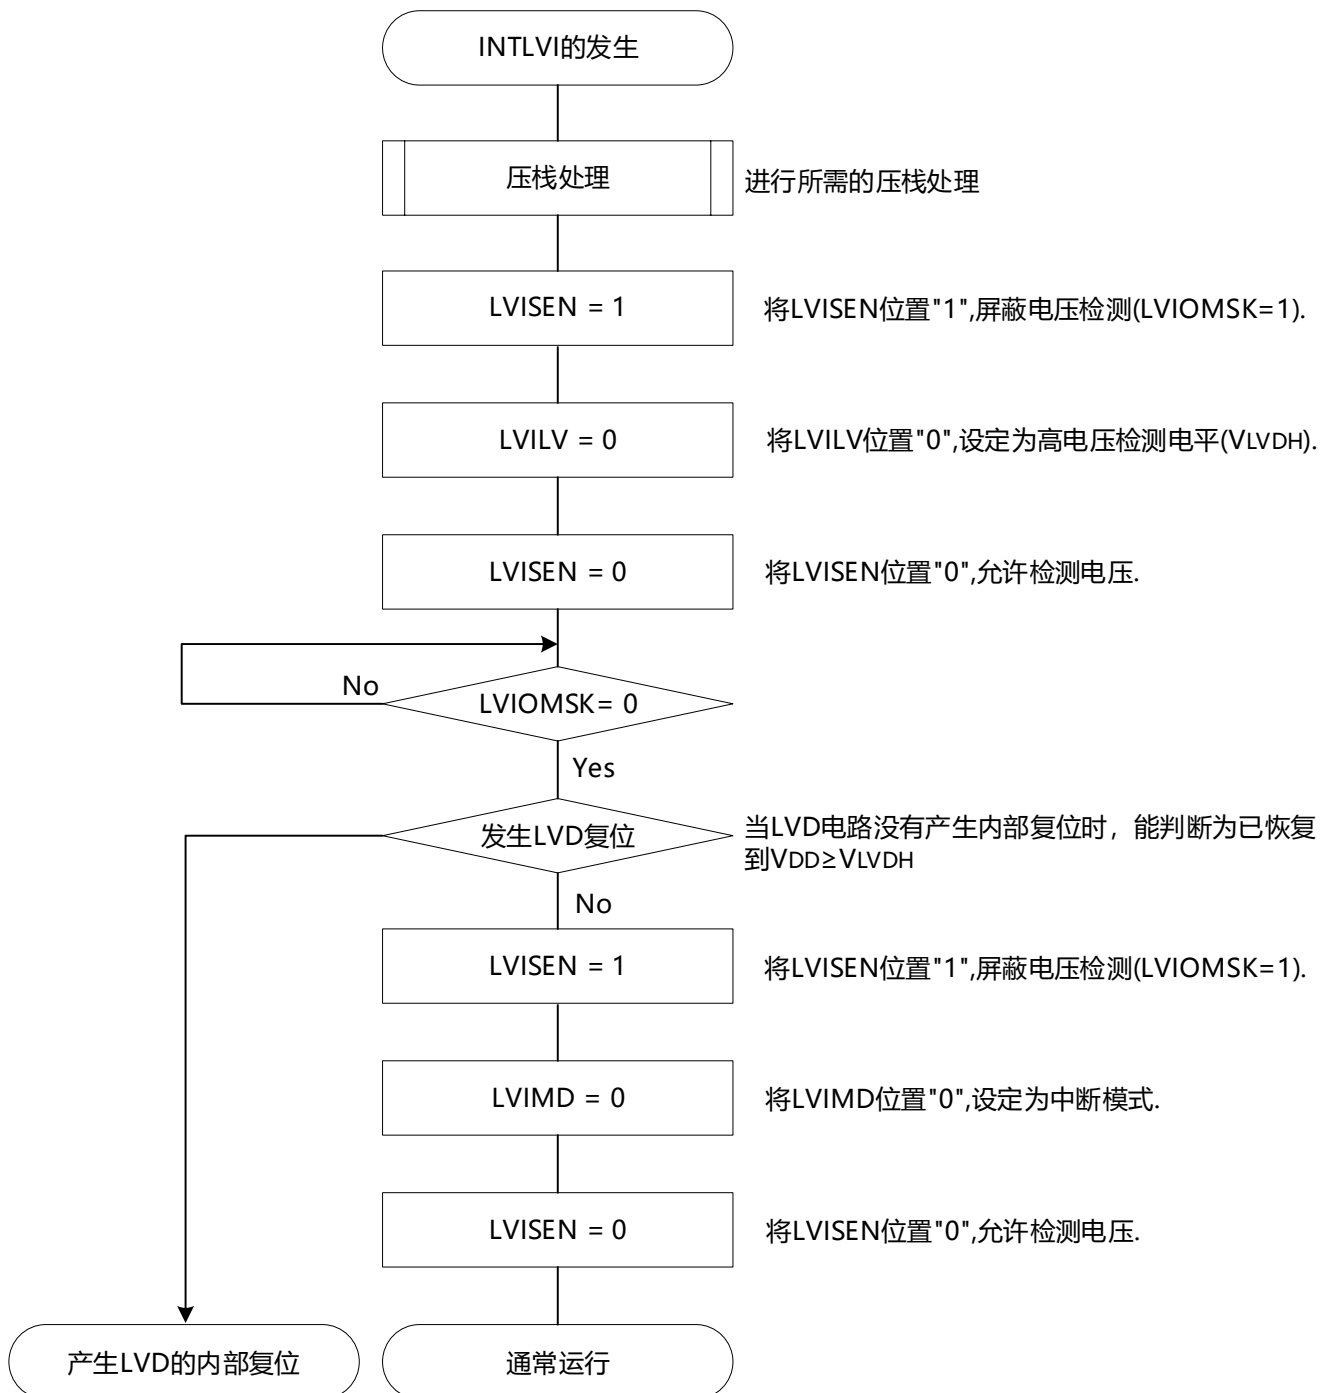 INTLVI的发生
压栈处理
进行所需的压栈处理
LVISEN = 1
将LVISEN位置"1",屏蔽电压检测(LVIOMSK=1).
LVILV = 0
将LVILV位置"0",设定为高电压检测电平(VLVDH).
LVISEN = 0
将LVISEN位置"0",允许检测电压.
No
LVIOMSK= 0
Yes
发生LVD复位
当LVD电路没有产生内部复位时，能判断为已恢复
到VDD≥VLVDH
No
LVISEN = 1
将LVISEN位置"1",屏蔽电压检测(LVIOMSK=1).
LVIMD = 0
将LVIMD位置"0",设定为中断模式.
LVISEN = 0
将LVISEN位置"0",允许检测电压.
产生LVD的内部复位
通常运行